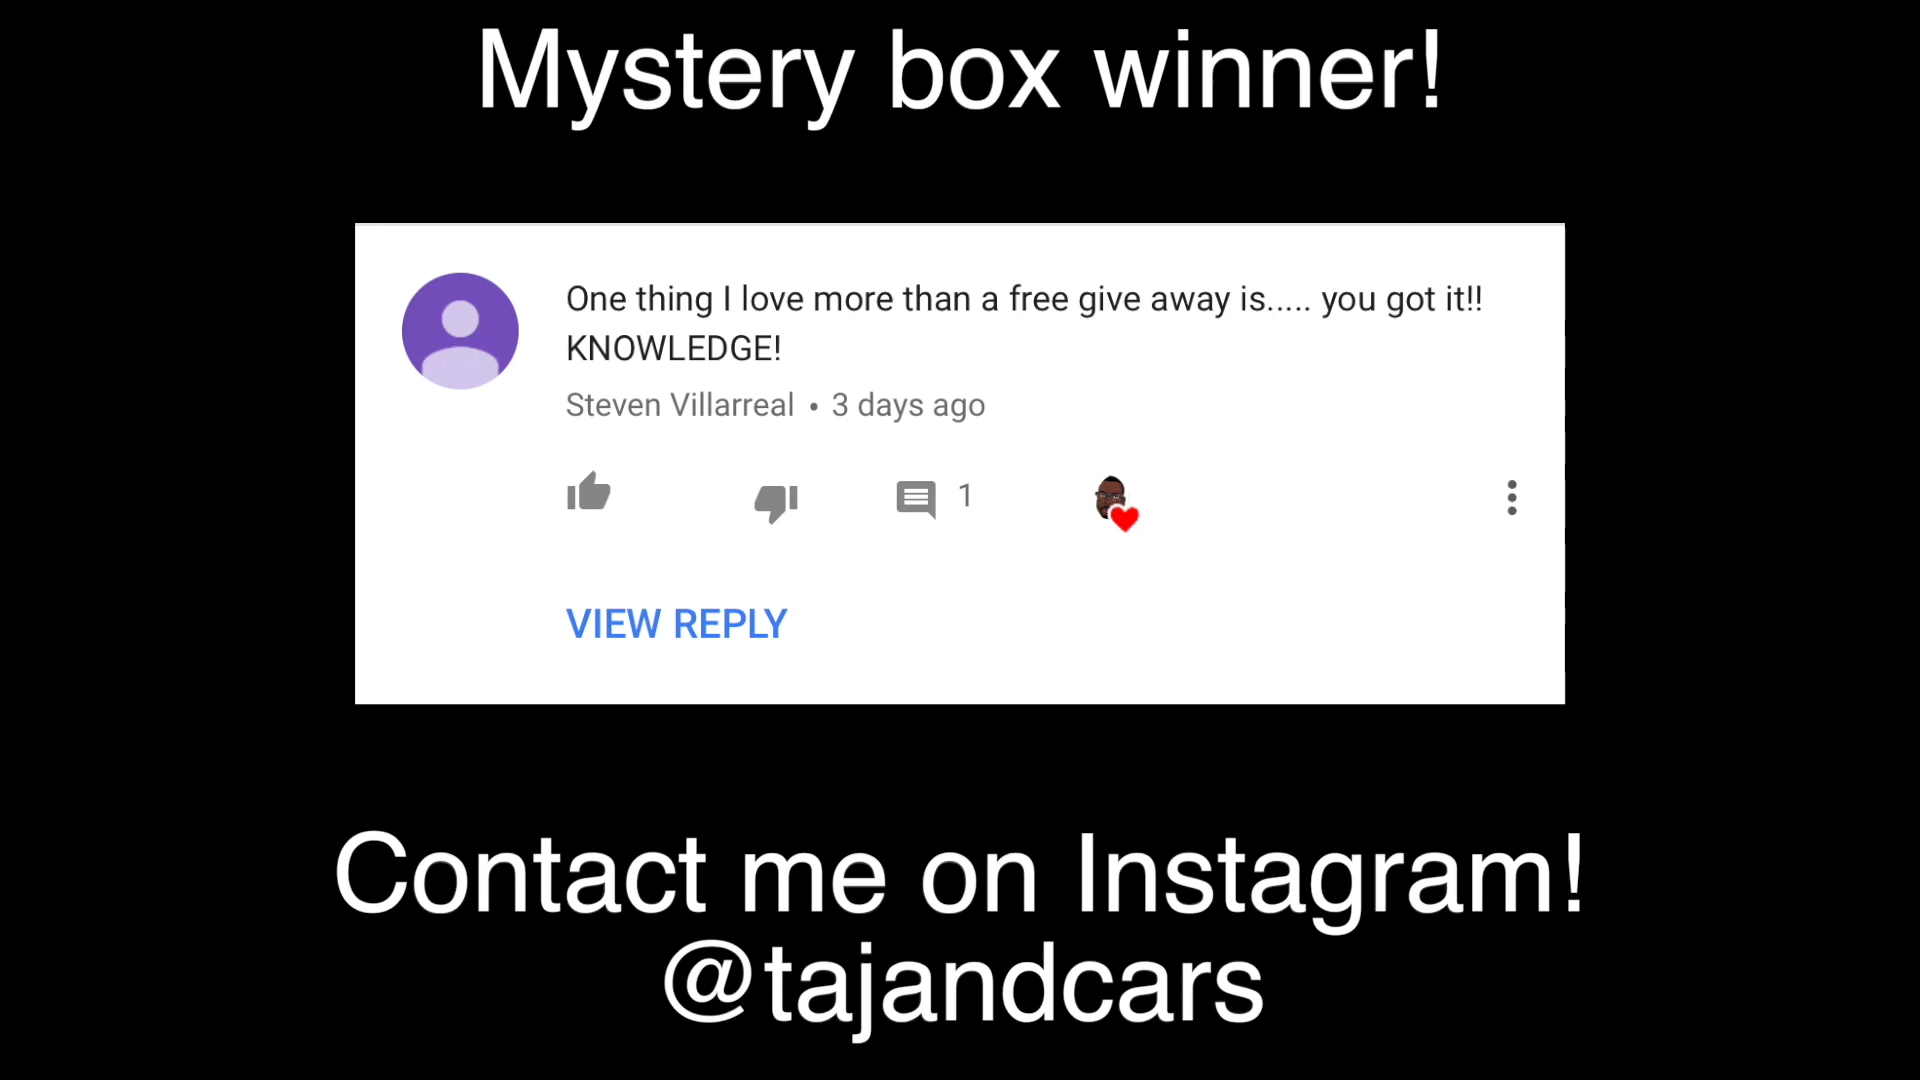 Mystery box winner!
One thing I love more than a free give away is..... you got it!!
KNOWLEDGE!
Steven Villarreal • 3 days ago
1
VIEW REPLY
Contact me on Instagram!
@tajandcars